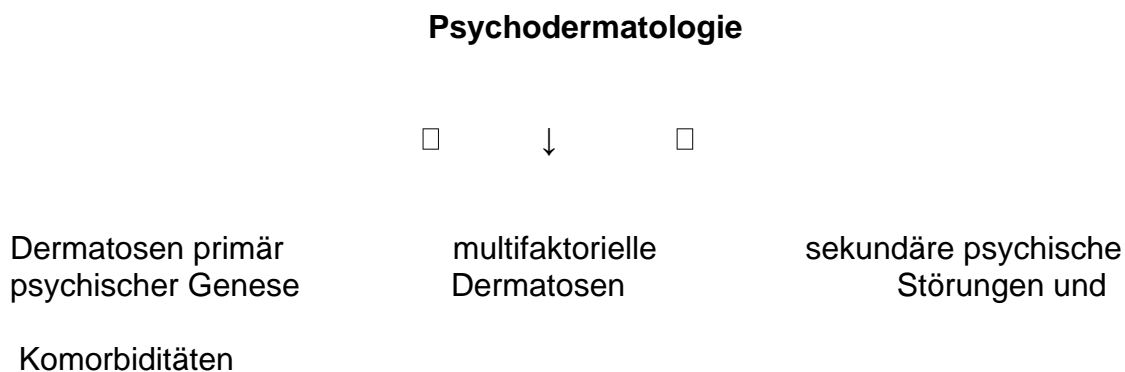 Psychodermatologie
□ ↓ □
Dermatosen primär multifaktorielle sekundäre psychische
psychischer Genese Dermatosen Störungen und
Komorbiditäten